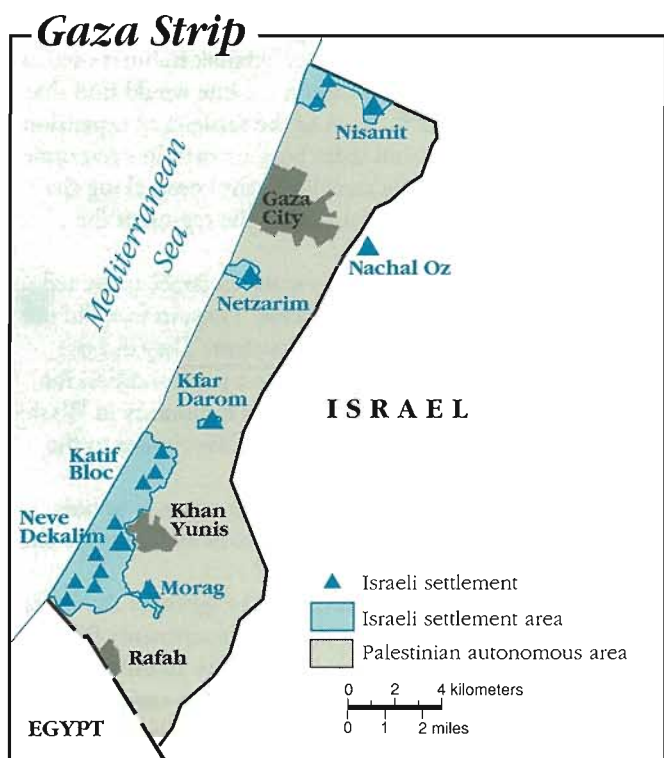 Gaza Strip
Mediterranean
Sea
Nisanit
Gaza
City
Nachal Oz
Netzarim
Kfar
Darom
ISRAEL
Katif
Bloc
Neve
Dekalim
Khan
Yunis
Morag
Rafah
EGYPT
Israeli settlement
Israeli settlement area
Palestinian autonomous area
0 2 4 kilometers
0 1 2 miles